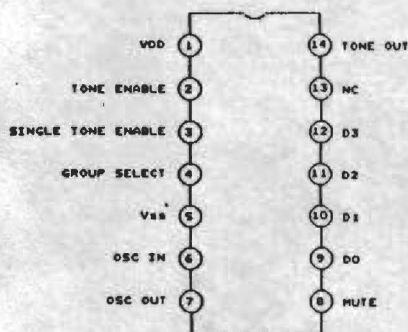 VDD 1 14 TONE OUT
TONE ENABLE 2 13 NC
SINGLE TONE ENABLE 3 12 D3
GROUP SELECT 4 11 D2
Vss 5 10 D1
OSC IN 6 9 D0
OSC OUT 7 8 MUTE